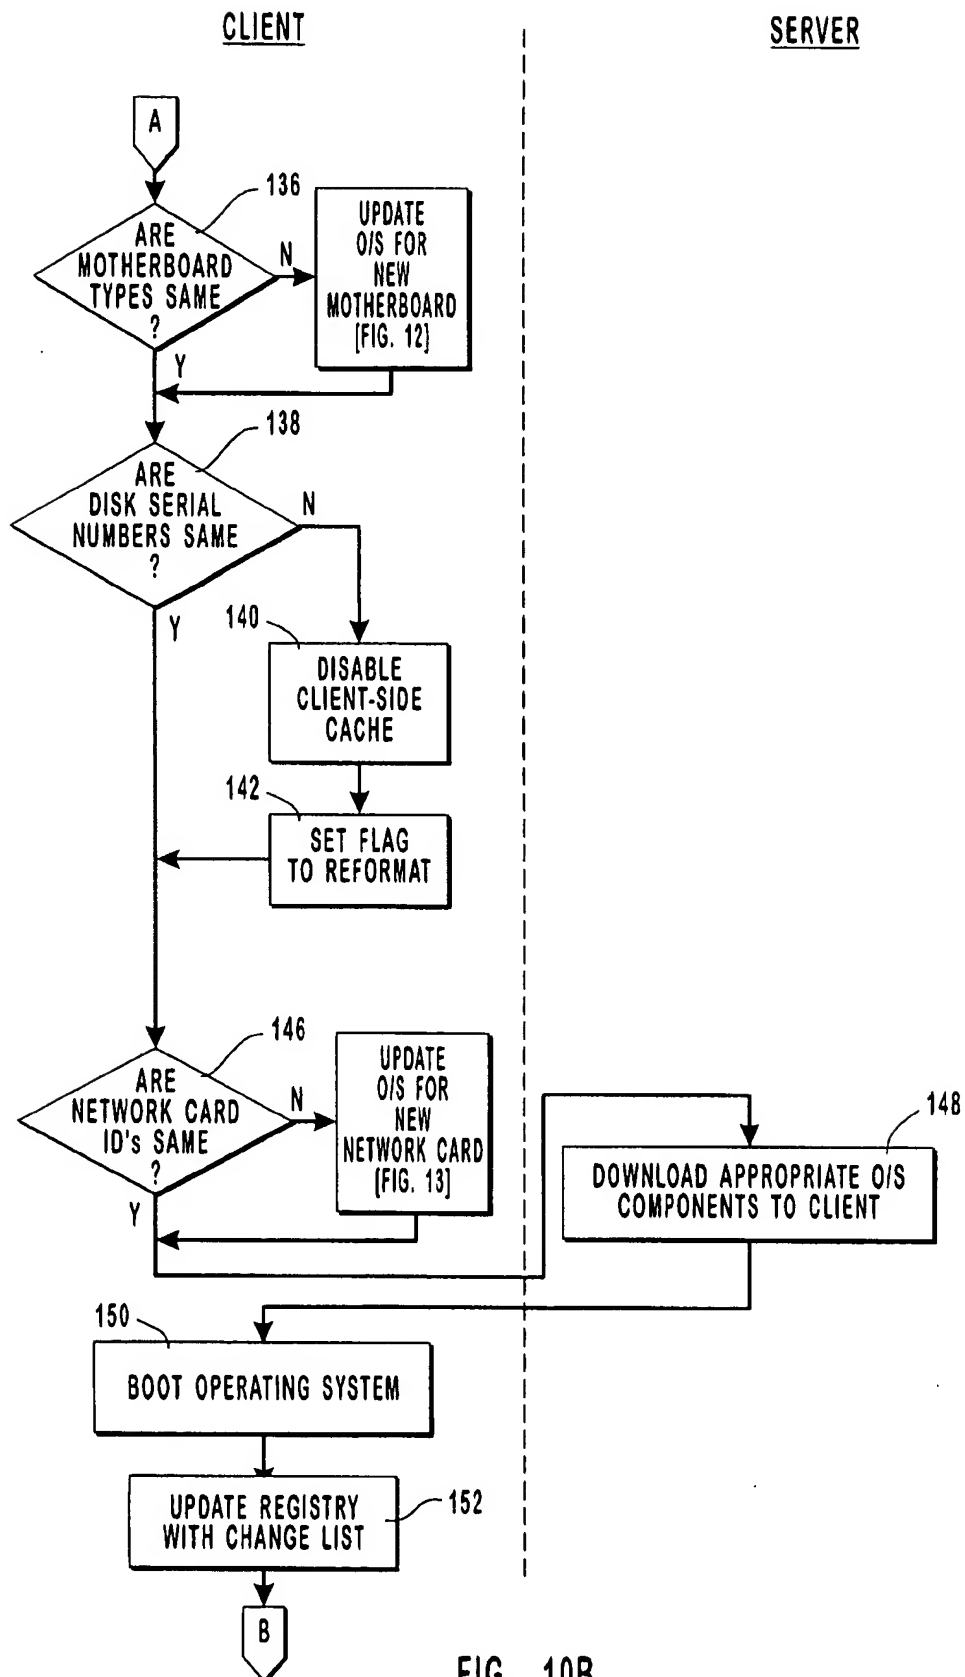 CLIENT
SERVER
A
136
ARE
MOTHERBOARD
TYPES SAME
?
N
Y
UPDATE
O/S FOR
NEW
MOTHERBOARD
[FIG. 12]
138
ARE
DISK SERIAL
NUMBERS SAME
?
N
Y
140
DISABLE
CLIENT-SIDE
CACHE
142
SET FLAG
TO REFORMAT
146
ARE
NETWORK CARD
ID's SAME
?
N
Y
UPDATE
O/S FOR
NEW
NETWORK CARD
[FIG. 13]
148
DOWNLOAD APPROPRIATE O/S
COMPONENTS TO CLIENT
150
BOOT OPERATING SYSTEM
UPDATE REGISTRY
WITH CHANGE LIST
152
B
FIG. 10B